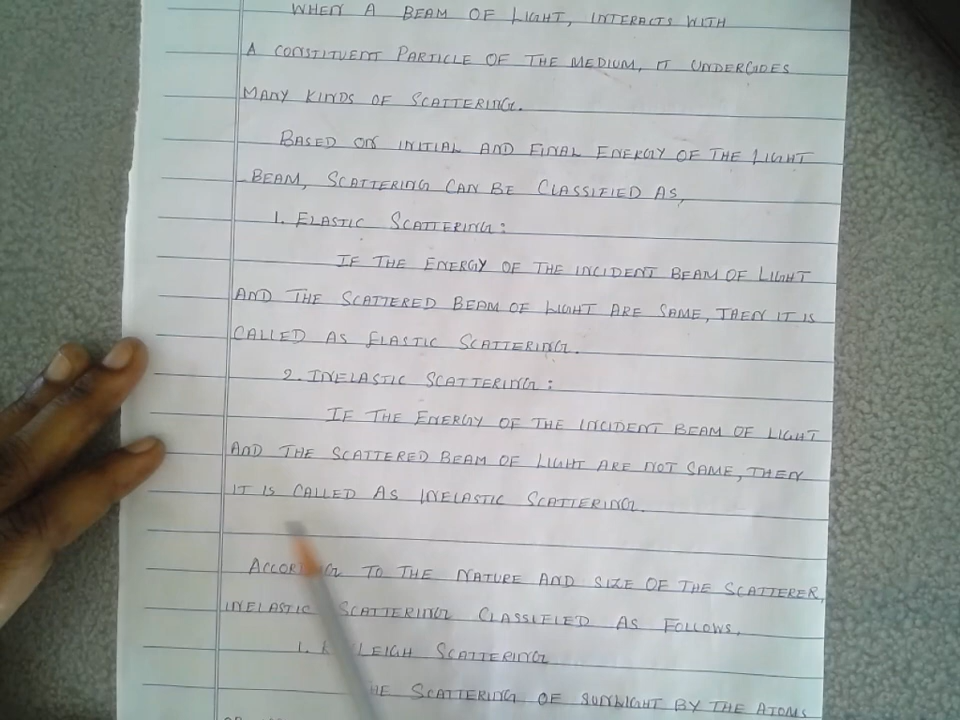 WHEN A BEAM OF LIGHT, INTERACTS WITH
A CONSTITUENT PARTICLE OF THE MEDIUM, IT UNDERGOES
MANY KINDS OF SCATTERING.
BASED ON INITIAL AND FINAL ENERGY OF THE LIGHT
BEAM, SCATTERING CAN BE CLASSIFIED AS,
1. ELASTIC SCATTERING:
IF THE ENERGY OF THE INCIDENT BEAM OF LIGHT
AND THE SCATTERED BEAM OF LIGHT ARE SAME, THEN IT IS
CALLED AS ELASTIC SCATTERING.
2. INELASTIC SCATTERING:
IF THE ENERGY OF THE INCIDENT BEAM OF LIGHT
AND THE SCATTERED BEAM OF LIGHT ARE NOT SAME, THEN
IT IS CALLED AS INELASTIC SCATTERING.
TO THE NATURE AND SIZE OF THE SCATTERER,
INELASTIC SCATTERING CLASSIFIED AS FOLLOWS,
1. SCATTERING
SCATTERING OF SUNLIGHT BY THE ATOMS